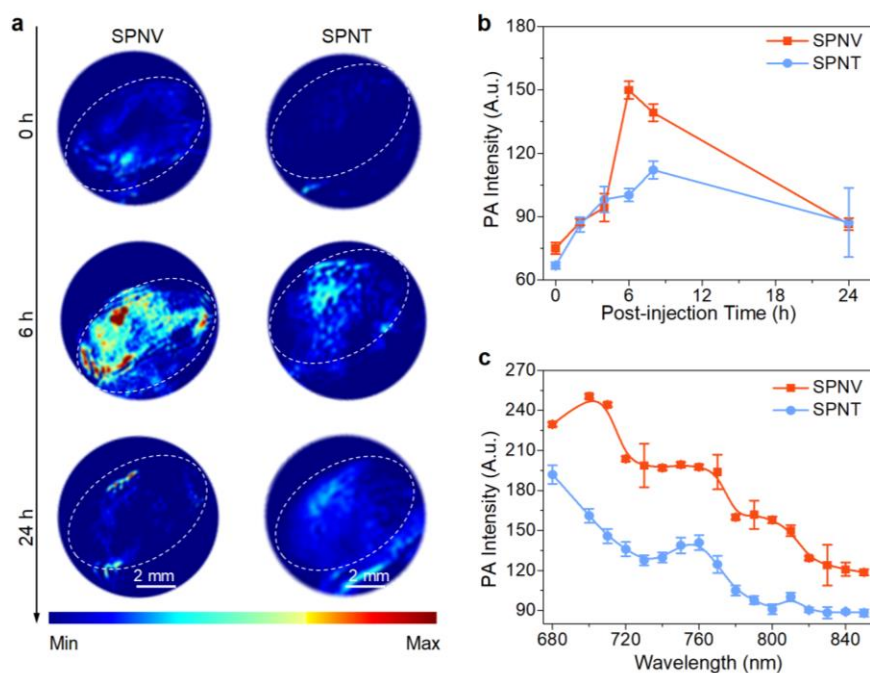 a
SPNV
SPNT
0 h
6 h
24 h
2 mm
2 mm
Min
Max
b
PA Intensity (A.u.)
180
150
120
90
60
SPNV
SPNT
0
6
12
18
24
Post-injection Time (h)
c
PA Intensity (A.u.)
270
240
210
180
150
120
90
SPNV
SPNT
680
720
760
800
840
Wavelength (nm)